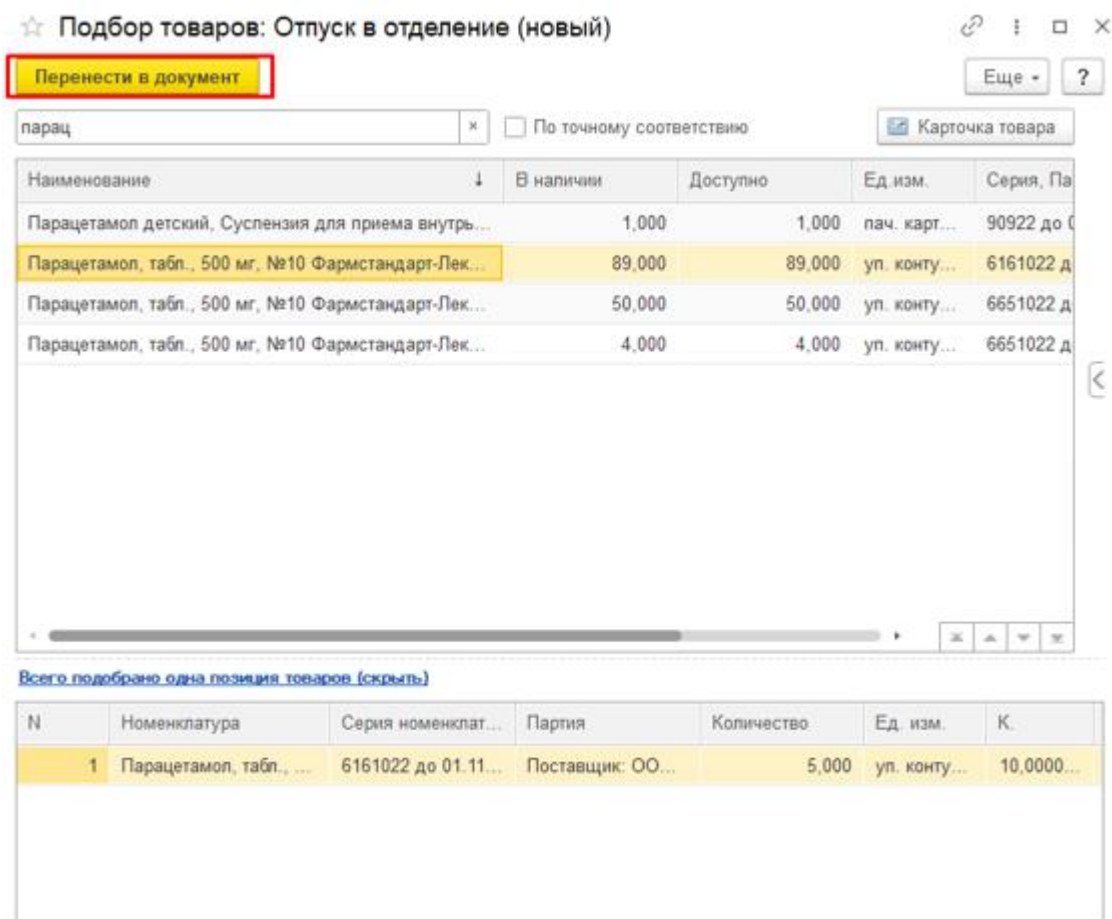 Подбор товаров: Отпуск в отделение (новый)
Перенести в документ Еще ?
парац × По точному соответствию Карточка товара
Наименование ↓ В наличии Доступно Ед.изм. Серия, Па
Парацетамол детский, Суспензия для приема внутрь... 1,000 1,000 пач. карт... 90922 до
Парацетамол, табл., 500 мг, №10 Фармстандарт-Лек... 89,000 89,000 уп. конту... 6161022 д
Парацетамол, табл., 500 мг, №10 Фармстандарт-Лек... 50,000 50,000 уп. конту... 6651022 д
Парацетамол, табл., 500 мг, №10 Фармстандарт-Лек... 4,000 4,000 уп. конту... 6651022 д
Всего подобрано одна позиция товаров (скрыть)
N Номенклатура Серия номенклат... Партия Количество Ед. изм. К.
1 Парацетамол, табл., ... 6161022 до 01.11... Поставщик: ОО... 5,000 уп. конту... 10,0000...